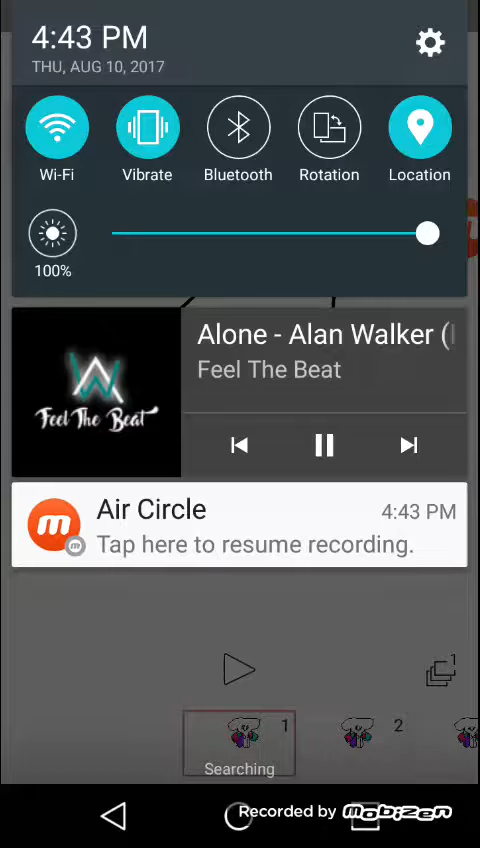 4:43 PM
THU, AUG 10, 2017
Wi-Fi
Vibrate
Bluetooth
Rotation
Location
100%
Alone - Alan Walker (
Feel The Beat
Feel The Beat
Air Circle
4:43 PM
Tap here to resume recording.
1
1
2
Searching
Recorded by MOBIZEN